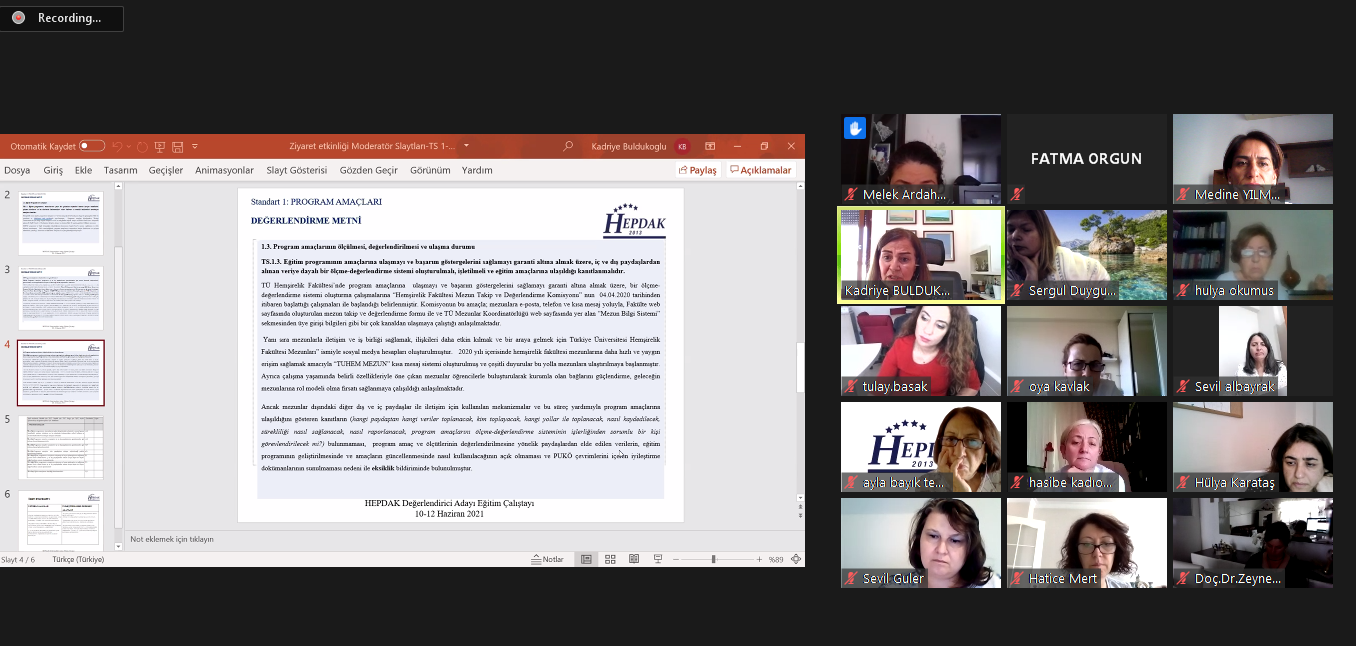 Recording...
Otomatik Kaydet
Ziyaret etkinliği Moderatör Slaytları-TS 1-...
Kadriye Buldukoglu
KB
Dosya Giriş Ekle Tasarım Geçişler Animasyonlar Slayt Gösterisi Gözden Geçir Görünüm Yardım
Paylaş
Açıklamalar
2
3
4
5
6
Standart 1: PROGRAM AMAÇLARI
DEĞERLENDİRME METNİ
HEPDAK
2013
1.3. Program amaçlarının ölçülmesi, değerlendirilmesi ve ulaşma durumu
TS.1.3. Eğitim programının amaçlarına ulaşmayı ve başarım göstergelerini sağlamayı garanti altına almak üzere, iç ve dış paydaşlardan
alınan veriye dayalı bir ölçme-değerlendirme sistemi oluşturulmalı, işletilmeli ve eğitim amaçlarına ulaşıldığı kanıtlanmalıdır.
TÜ Hemşirelik Fakültesi'nde program amaçlarına ulaşmayı ve başarım göstergelerini sağlamayı garanti altına almak üzere, bir ölçme-
değerlendirme sistemi oluşturma çalışmalarına "Hemşirelik Fakültesi Mezun Takip ve Değerlendirme Komisyonu" nun 04.04.2020 tarihinden
itibaren başlattığı çalışmaları ile başlandığı belirlenmiştir. Komisyonun bu amaçla; mezunlara e-posta, telefon ve kısa mesaj yoluyla, Fakülte web
sayfasında oluşturulan mezun takip ve değerlendirme formu ile ve TÜ Mezunlar Koordinatörlüğü web sayfasında yer alan "Mezun Bilgi Sistemi"
sekmesinden üye girişi bilgileri gibi bir çok kanaldan ulaşmaya çalıştığı anlaşılmaktadır.
Yanı sıra mezunlarla iletişim ve iş birliği sağlamak, ilişkileri daha etkin kılmak ve bir araya gelmek için Türkiye Üniversitesi Hemşirelik
Fakültesi Mezunları" ismiyle sosyal medya hesapları oluşturulmuştur. 2020 yılı içerisinde hemşirelik fakültesi mezunlarına daha hızlı ve yaygın
erişim sağlamak amacıyla "TUHEM MEZUN" kısa mesaj sistemi oluşturulmuş ve çeşitli duyurular bu yolla mezunlara ulaştırılmaya başlanmıştır.
Ayrıca çalışma yaşamında belirli özellikleriyle öne çıkan mezunlar öğrencilerle buluşturularak kurumla olan bağlarını güçlendirme, geleceğin
mezunlarına rol modeli olma fırsatı sağlanmaya çalışıldığı anlaşılmaktadır.
Ancak mezunlar dışındaki diğer dış ve iç paydaşlar ile iletişim için kullanılan mekanizmalar ve bu süreç yardımıyla program amaçlarına
ulaşıldığını gösteren kanıtların (hangi paydaştan hangi veriler toplanacak, kim toplayacak, hangi yollar ile toplanacak, nasıl kaydedilecek,
sürekliliği nasıl sağlanacak, nasıl raporlanacak, program amaçlarını ölçme-değerlendirme sisteminin işlerliğinden sorumlu bir kişi
görevlendirilecek mi?) bulunmaması, program amaç ve ölçütlerinin değerlendirilmesine yönelik paydaşlardan elde edilen verilerin, eğitim
programının geliştirilmesinde ve amaçların güncellenmesinde nasıl kullanılacağının açık olmaması ve PUKÖ çevrimlerini içeren iyileştirme
dokümanlarının sunulmaması nedeni ile eksiklik bildiriminde bulunulmuştur.
HEPDAK Değerlendirici Adayı Eğitim Çalıştayı
10-12 Haziran 2021
Not eklemek için tıklayın
Slayt 4 / 6
Türkçe (Türkiye)
Notlar
%89
Melek Ardah...
FATMA ORGUN
Medine YILM...
Kadriye BULDUK...
Sergul Duygu...
hulya okumus
tulay.basak
oya kavlak
Sevil albayrak
HEPD
2013
ayla bayik te...
hasibe kadıo...
Hülya Karataş
Sevil Güler
Hatice Mert
Doç.Dr.Zeyne...